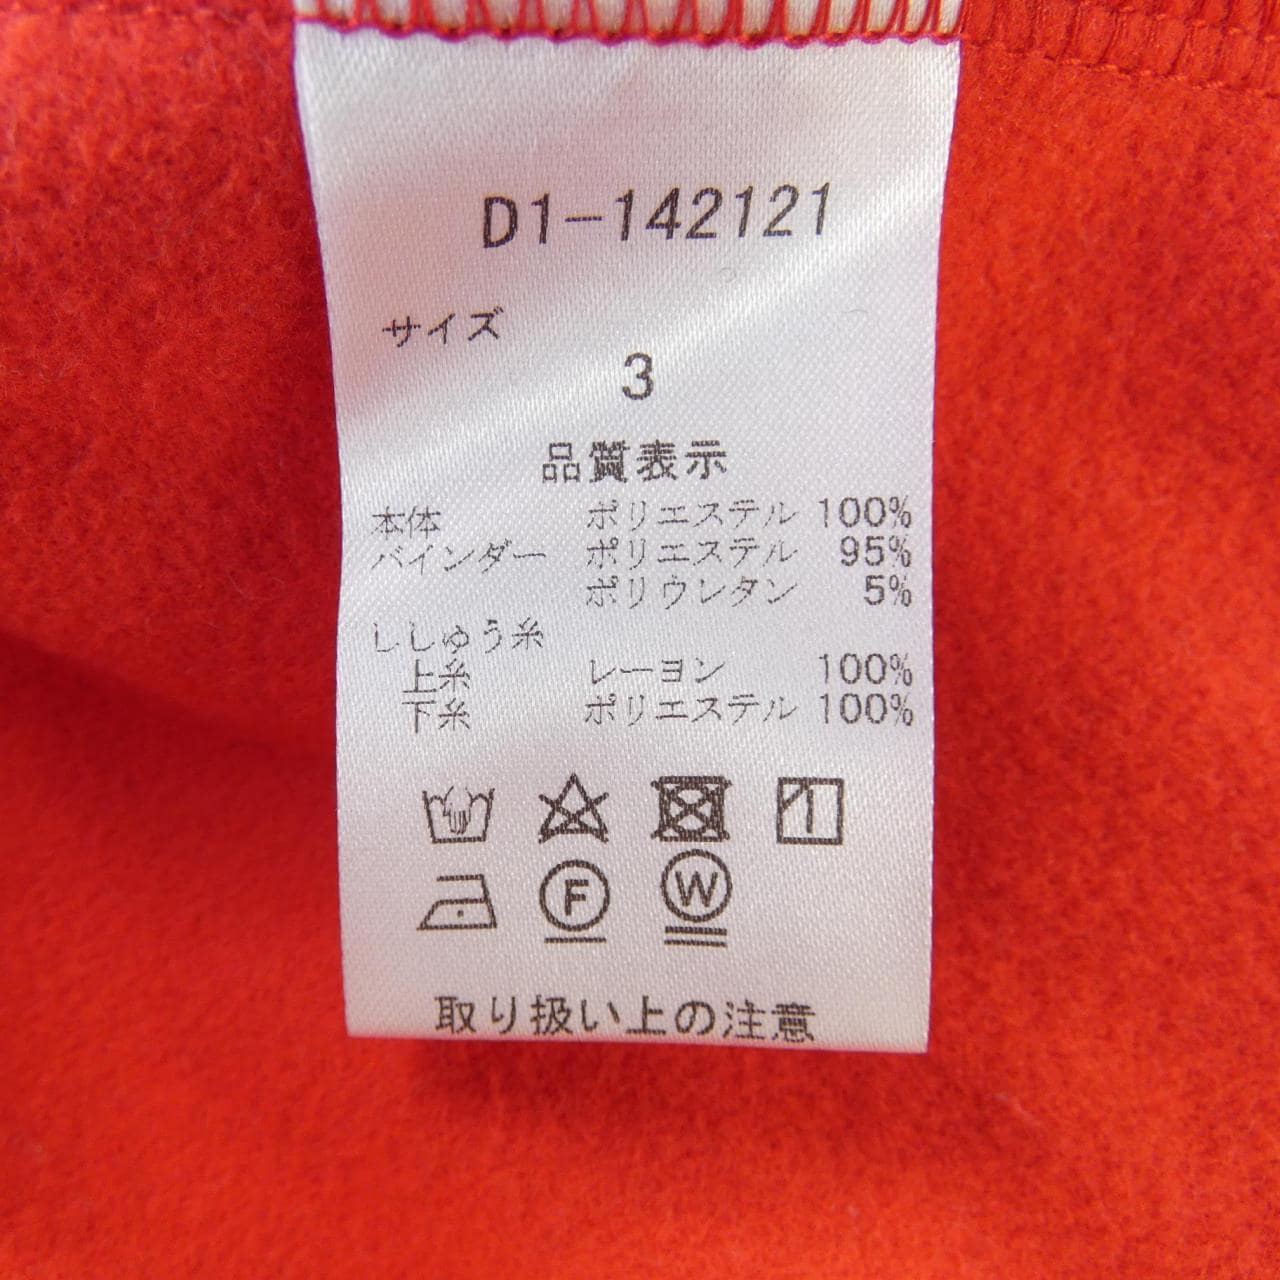 D1-142121
サイズ
3
品質表示
本体 ポリエステル 100%
バインダー ポリエステル 95%
ポリウレタン 5%
ししゅう糸
上糸 レーヨン 100%
下糸 ポリエステル 100%
F W
取り扱い上の注意